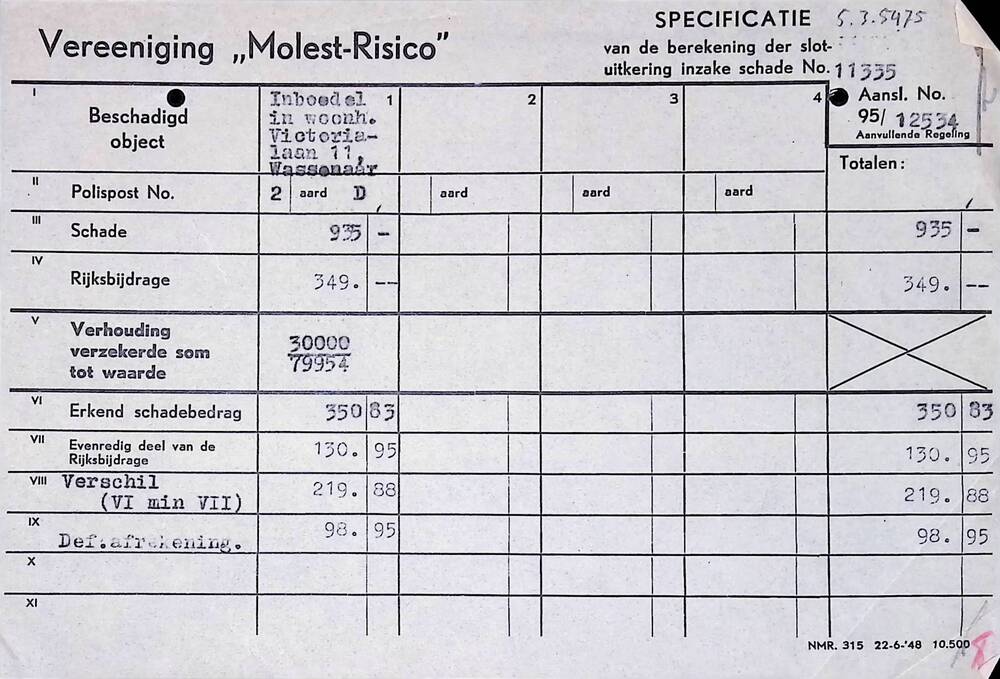 SPECIFICATIE 5.3.5475
Vereeniging „Molest-Risico”
van de berekening der slot-
uitkering inzake schade No. 11335
I
Beschadigd
object
Inboedel 1
in woonh.
Victoria-
laan 11,
Wassenaar
2
3
4
Aansl. No.
95/ 12534
Aanvullende Regeling
II Polispost No. 2 aard D aard aard aard
Totalen:
III Schade 935 - 935 -
IV Rijksbijdrage 349. -- 349. --
V Verhouding
verzekerde som
tot waarde
30000
79954
VI Erkend schadebedrag 350 83 350 83
VII Evenredig deel van de
Rijksbijdrage 130. 95 130. 95
VIII Verschil
(VI min VII) 219. 88 219. 88
IX Def.afrekening. 98. 95 98. 95
X
XI
NMR. 315 22-6-'48 10.500